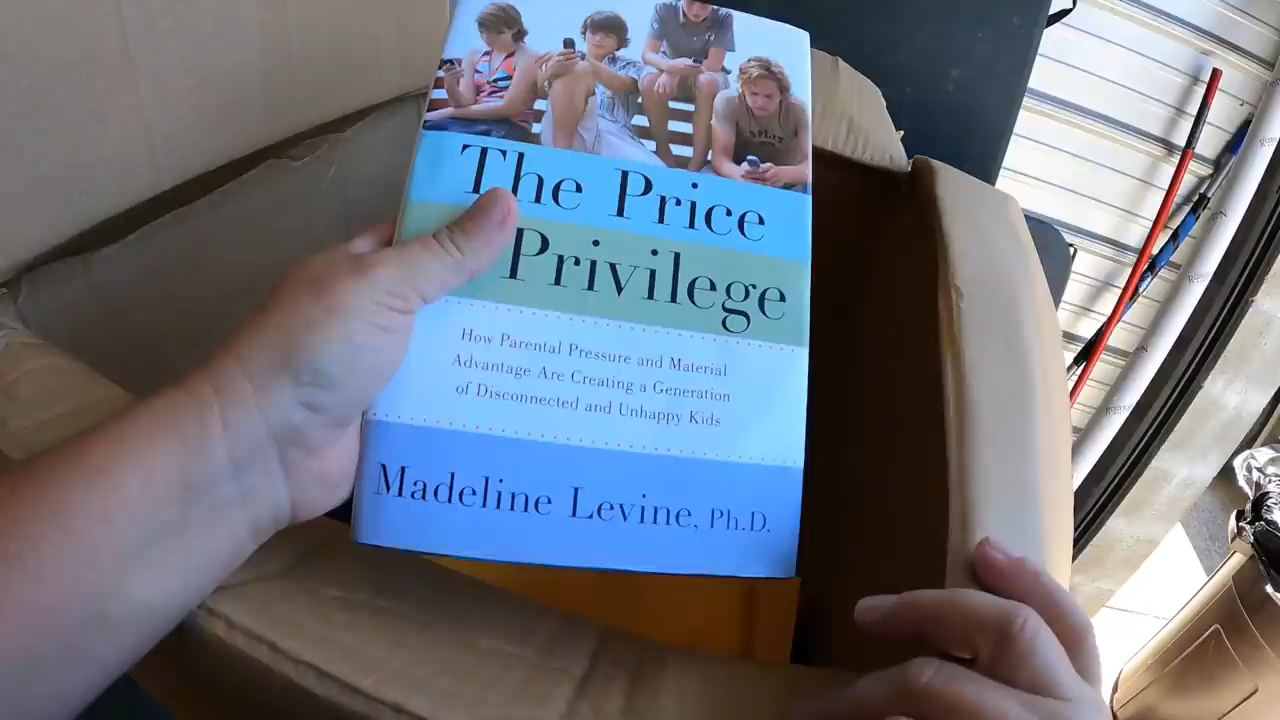 SPLIT
The Price
Privilege
How Parental Pressure and Material
Advantage Are Creating a Generation
of Disconnected and Unhappy Kids
Madeline Levine, Ph.D.